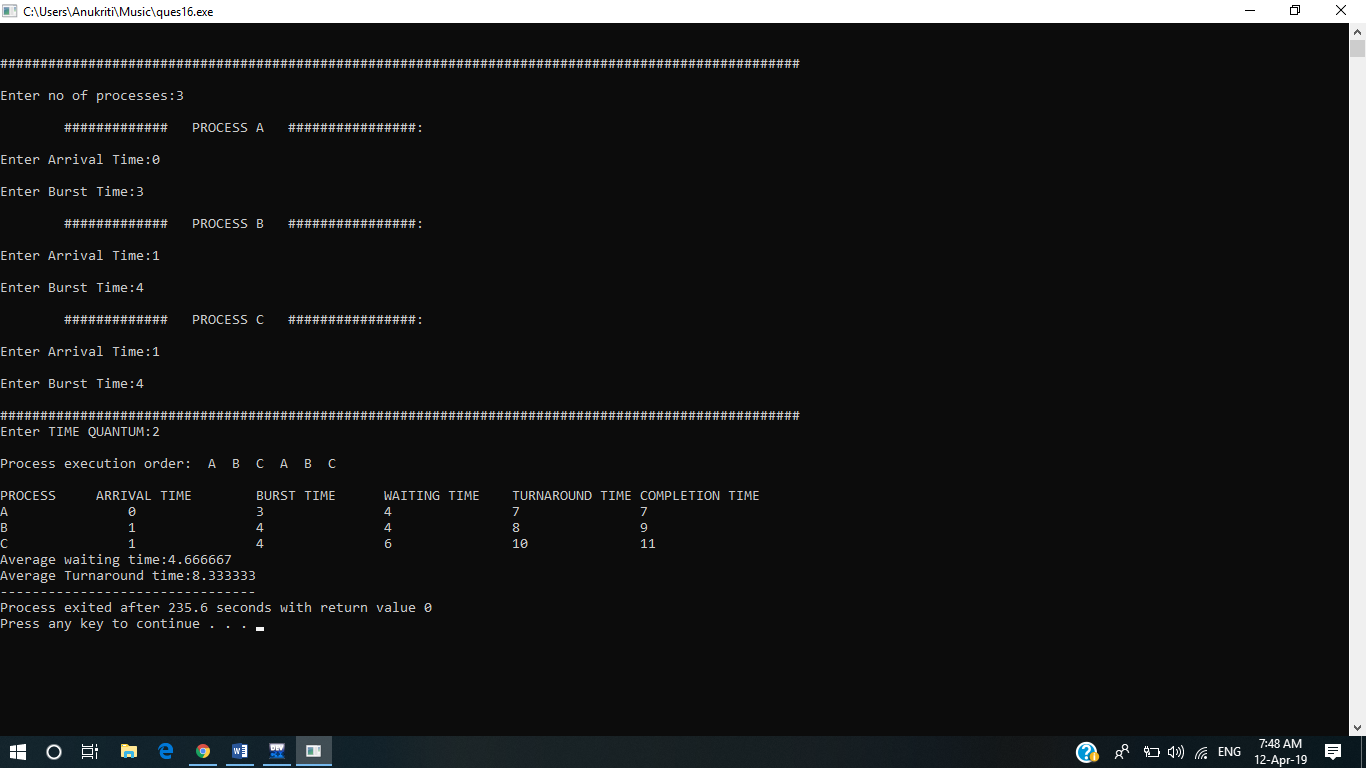 C:\Users\Anukriti\Music\ques16.exe
####################################################################################################
Enter no of processes:3
############# PROCESS A ################:
Enter Arrival Time:0
Enter Burst Time:3
############# PROCESS B ################:
Enter Arrival Time:1
Enter Burst Time:4
############# PROCESS C ################:
Enter Arrival Time:1
Enter Burst Time:4
####################################################################################################
Enter TIME QUANTUM:2
Process execution order: A B C A B C
PROCESS ARRIVAL TIME BURST TIME WAITING TIME TURNAROUND TIME COMPLETION TIME
A 0 3 4 7 7
B 1 4 4 8 9
C 1 4 6 10 11
Average waiting time:4.666667
Average Turnaround time:8.333333
--------------------------------
Process exited after 235.6 seconds with return value 0
Press any key to continue . . .
ENG
7:48 AM
12-Apr-19